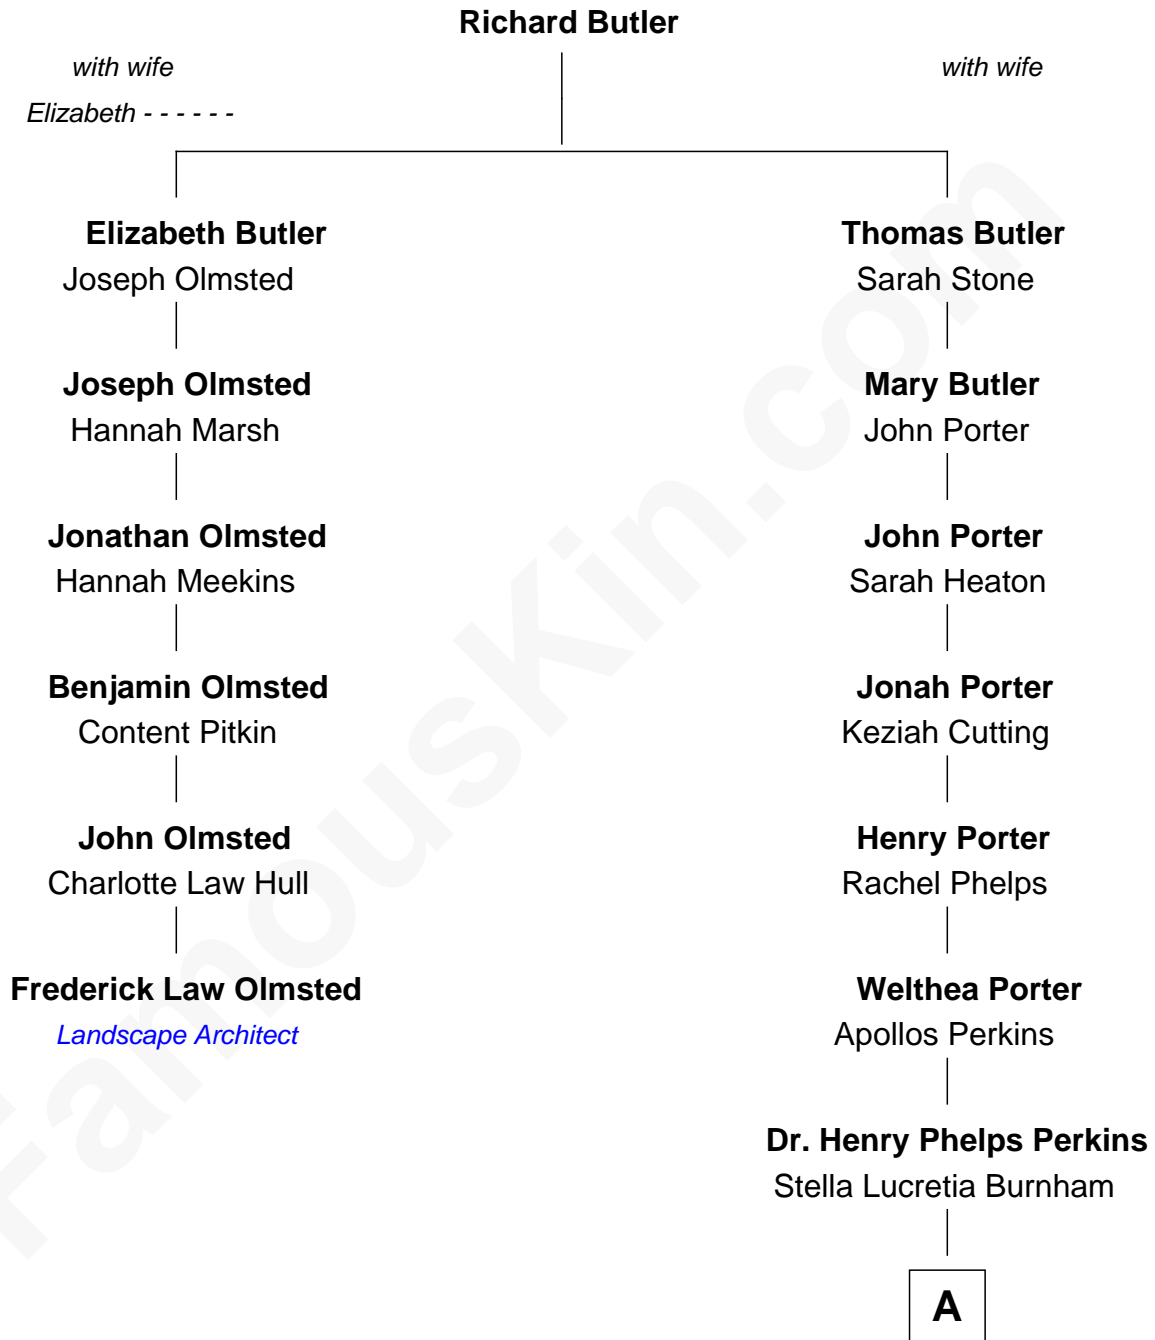 Richard Butler
with wife
with wife
Elizabeth - - - - - -
Elizabeth Butler
Thomas Butler
Joseph Olmsted
Sarah Stone
Joseph Olmsted
Mary Butler
Hannah Marsh
John Porter
Jonathan Olmsted
John Porter
Hannah Meekins
Sarah Heaton
Benjamin Olmsted
Jonah Porter
Content Pitkin
Keziah Cutting
John Olmsted
Henry Porter
Charlotte Law Hull
Rachel Phelps
Frederick Law Olmsted
Welthea Porter
Landscape Architect
Apollos Perkins
Dr. Henry Phelps Perkins
Stella Lucretia Burnham
A
FamousKin.com